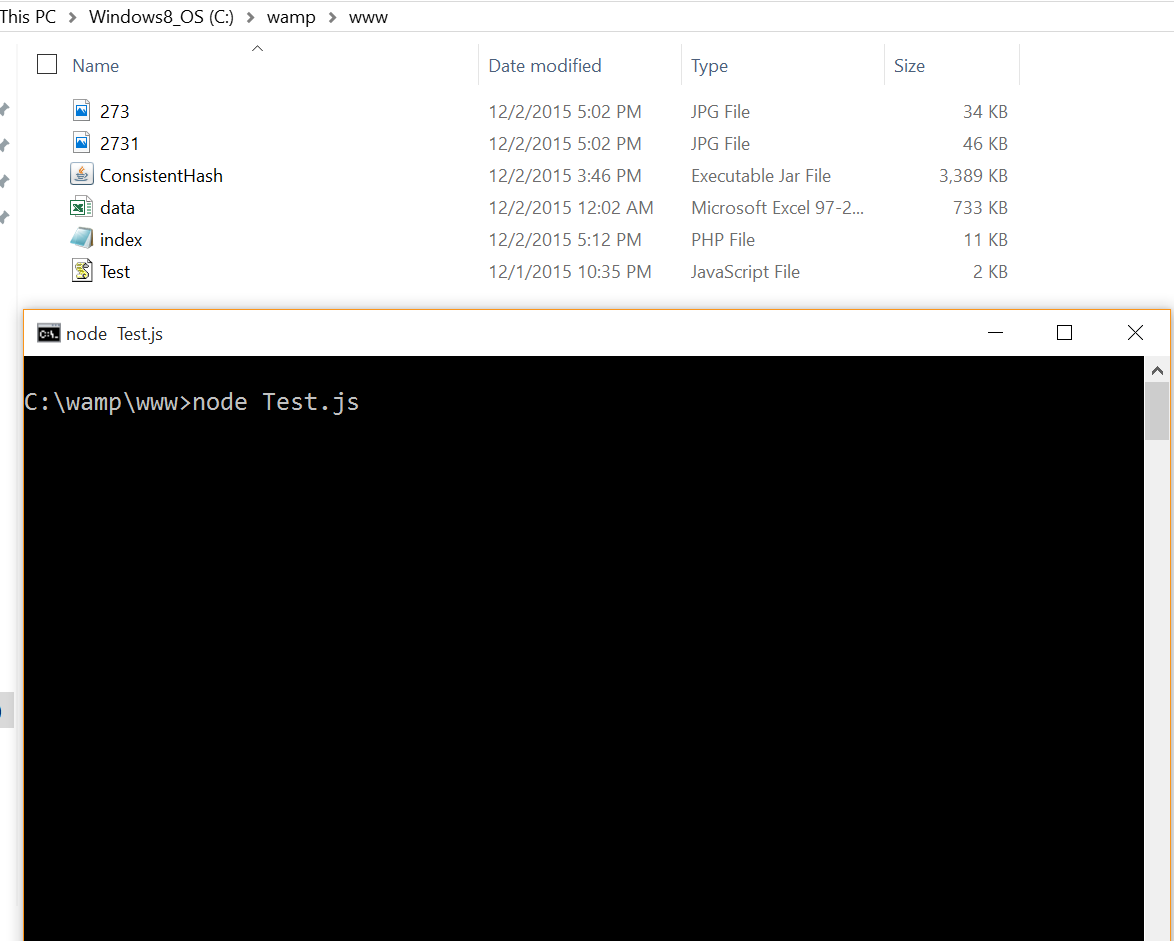 This PC > Windows8_OS (C:) > wamp > www
Name Date modified Type Size
273 12/2/2015 5:02 PM JPG File 34 KB
2731 12/2/2015 5:02 PM JPG File 46 KB
ConsistentHash 12/2/2015 3:46 PM Executable Jar File 3,389 KB
data 12/2/2015 12:02 AM Microsoft Excel 97-2... 733 KB
index 12/2/2015 5:12 PM PHP File 11 KB
Test 12/1/2015 10:35 PM JavaScript File 2 KB
C:\. node Test.js
C:\wamp\www>node Test.js